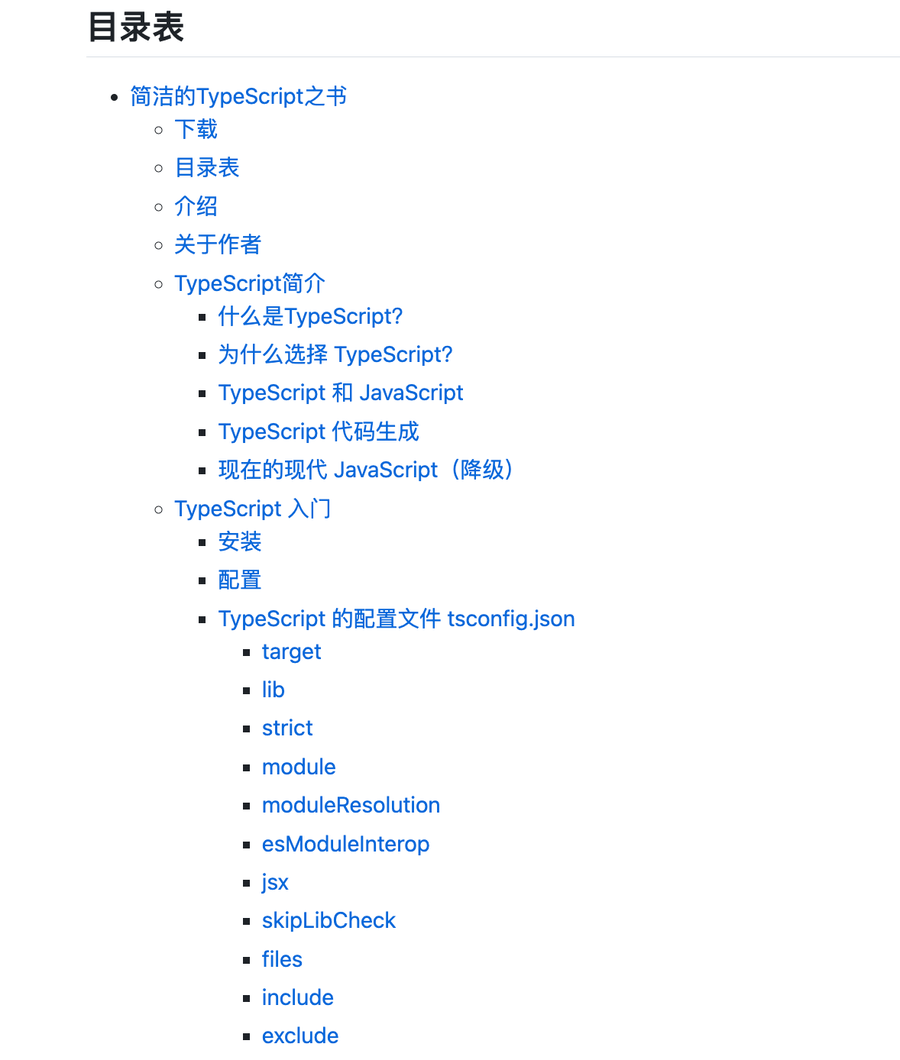 目录表
简洁的TypeScript之书
下载
目录表
介绍
关于作者
TypeScript简介
什么是TypeScript?
为什么选择 TypeScript?
TypeScript 和 JavaScript
TypeScript 代码生成
现在的现代 JavaScript（降级）
TypeScript 入门
安装
配置
TypeScript 的配置文件 tsconfig.json
target
lib
strict
module
moduleResolution
esModuleInterop
jsx
skipLibCheck
files
include
exclude